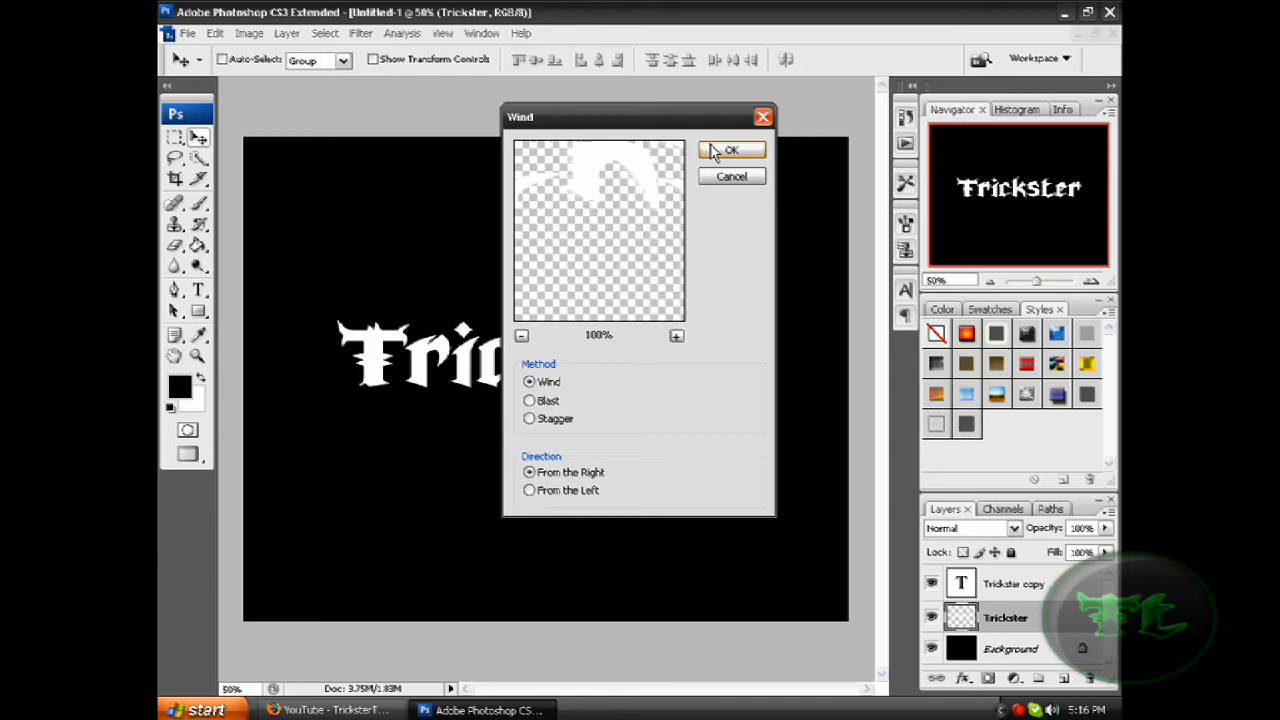 Adobe Photoshop CS3 Extended - [Untitled-1 @ 50% (Trickster, RGB/8)]
File Edit Image Layer Select Filter Analysis View Window Help
Auto-Select: Group Show Transform Controls Workspace
Ps
Wind
OK
Cancel
100%
Method
Wind
Blast
Stagger
Direction
From the Right
From the Left
Navigator Histogram Info
Trickster
50%
Color Swatches Styles
Layers Channels Paths
Normal Opacity: 100%
Lock: Fill: 100%
T Trickster copy
Trickster
Background
TL
Tric
50% Doc: 3.75M/1.83M
start YouTube - TricksterT... Adobe Photoshop CS... 5:16 PM